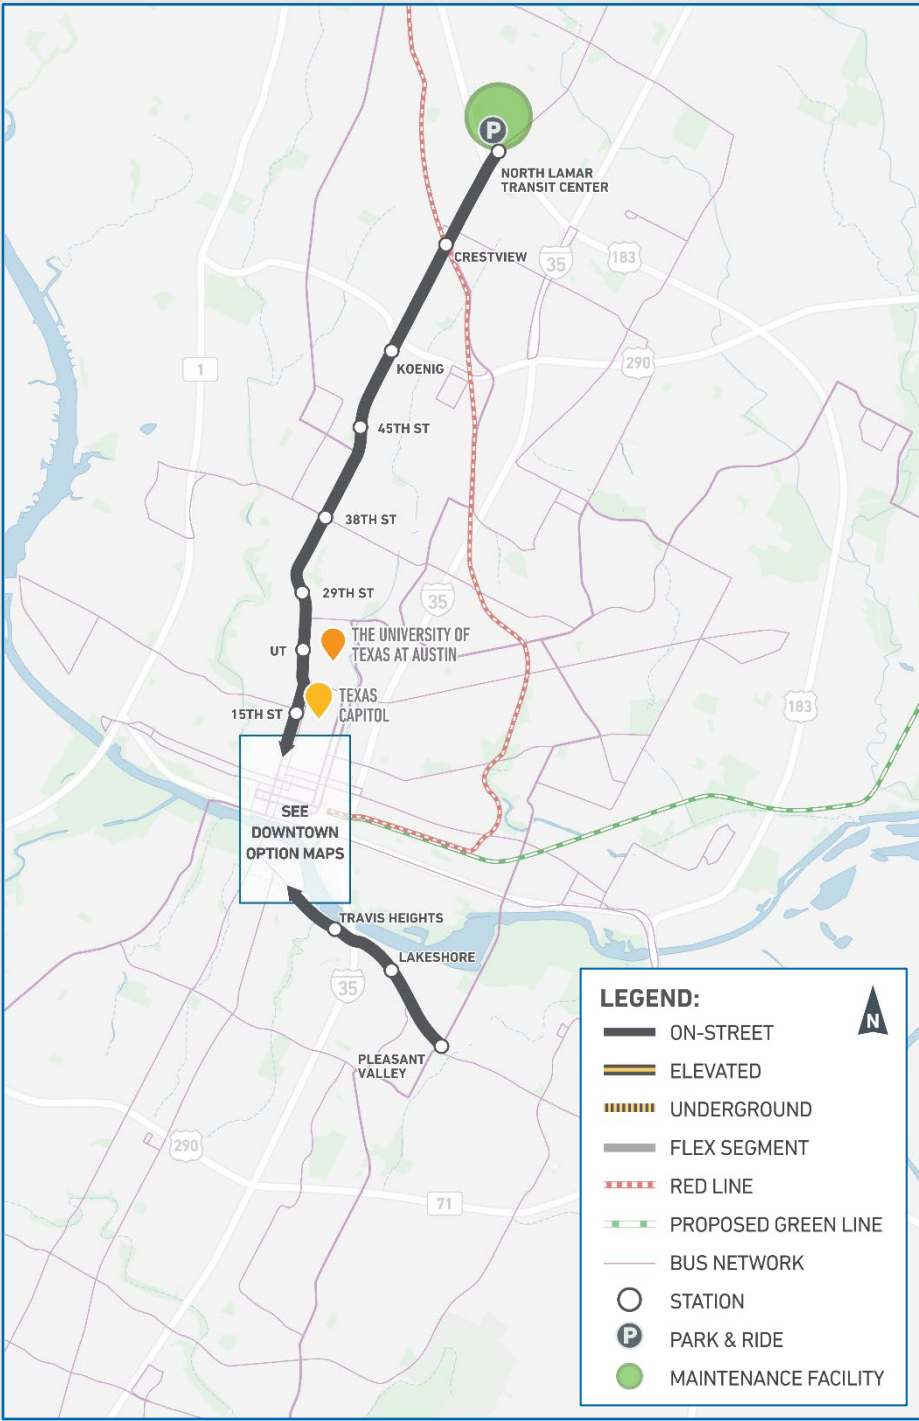 P
NORTH LAMAR
TRANSIT CENTER
CRESTVIEW
35
183
KOENIG
290
1
45TH ST
38TH ST
29TH ST
35
UT
THE UNIVERSITY OF
TEXAS AT AUSTIN
TEXAS
CAPITOL
15TH ST
183
SEE
DOWNTOWN
OPTION MAPS
TRAVIS HEIGHTS
LAKESHORE
35
PLEASANT
VALLEY
290
71
LEGEND:
N
ON-STREET
ELEVATED
UNDERGROUND
FLEX SEGMENT
RED LINE
PROPOSED GREEN LINE
BUS NETWORK
STATION
P
PARK & RIDE
MAINTENANCE FACILITY